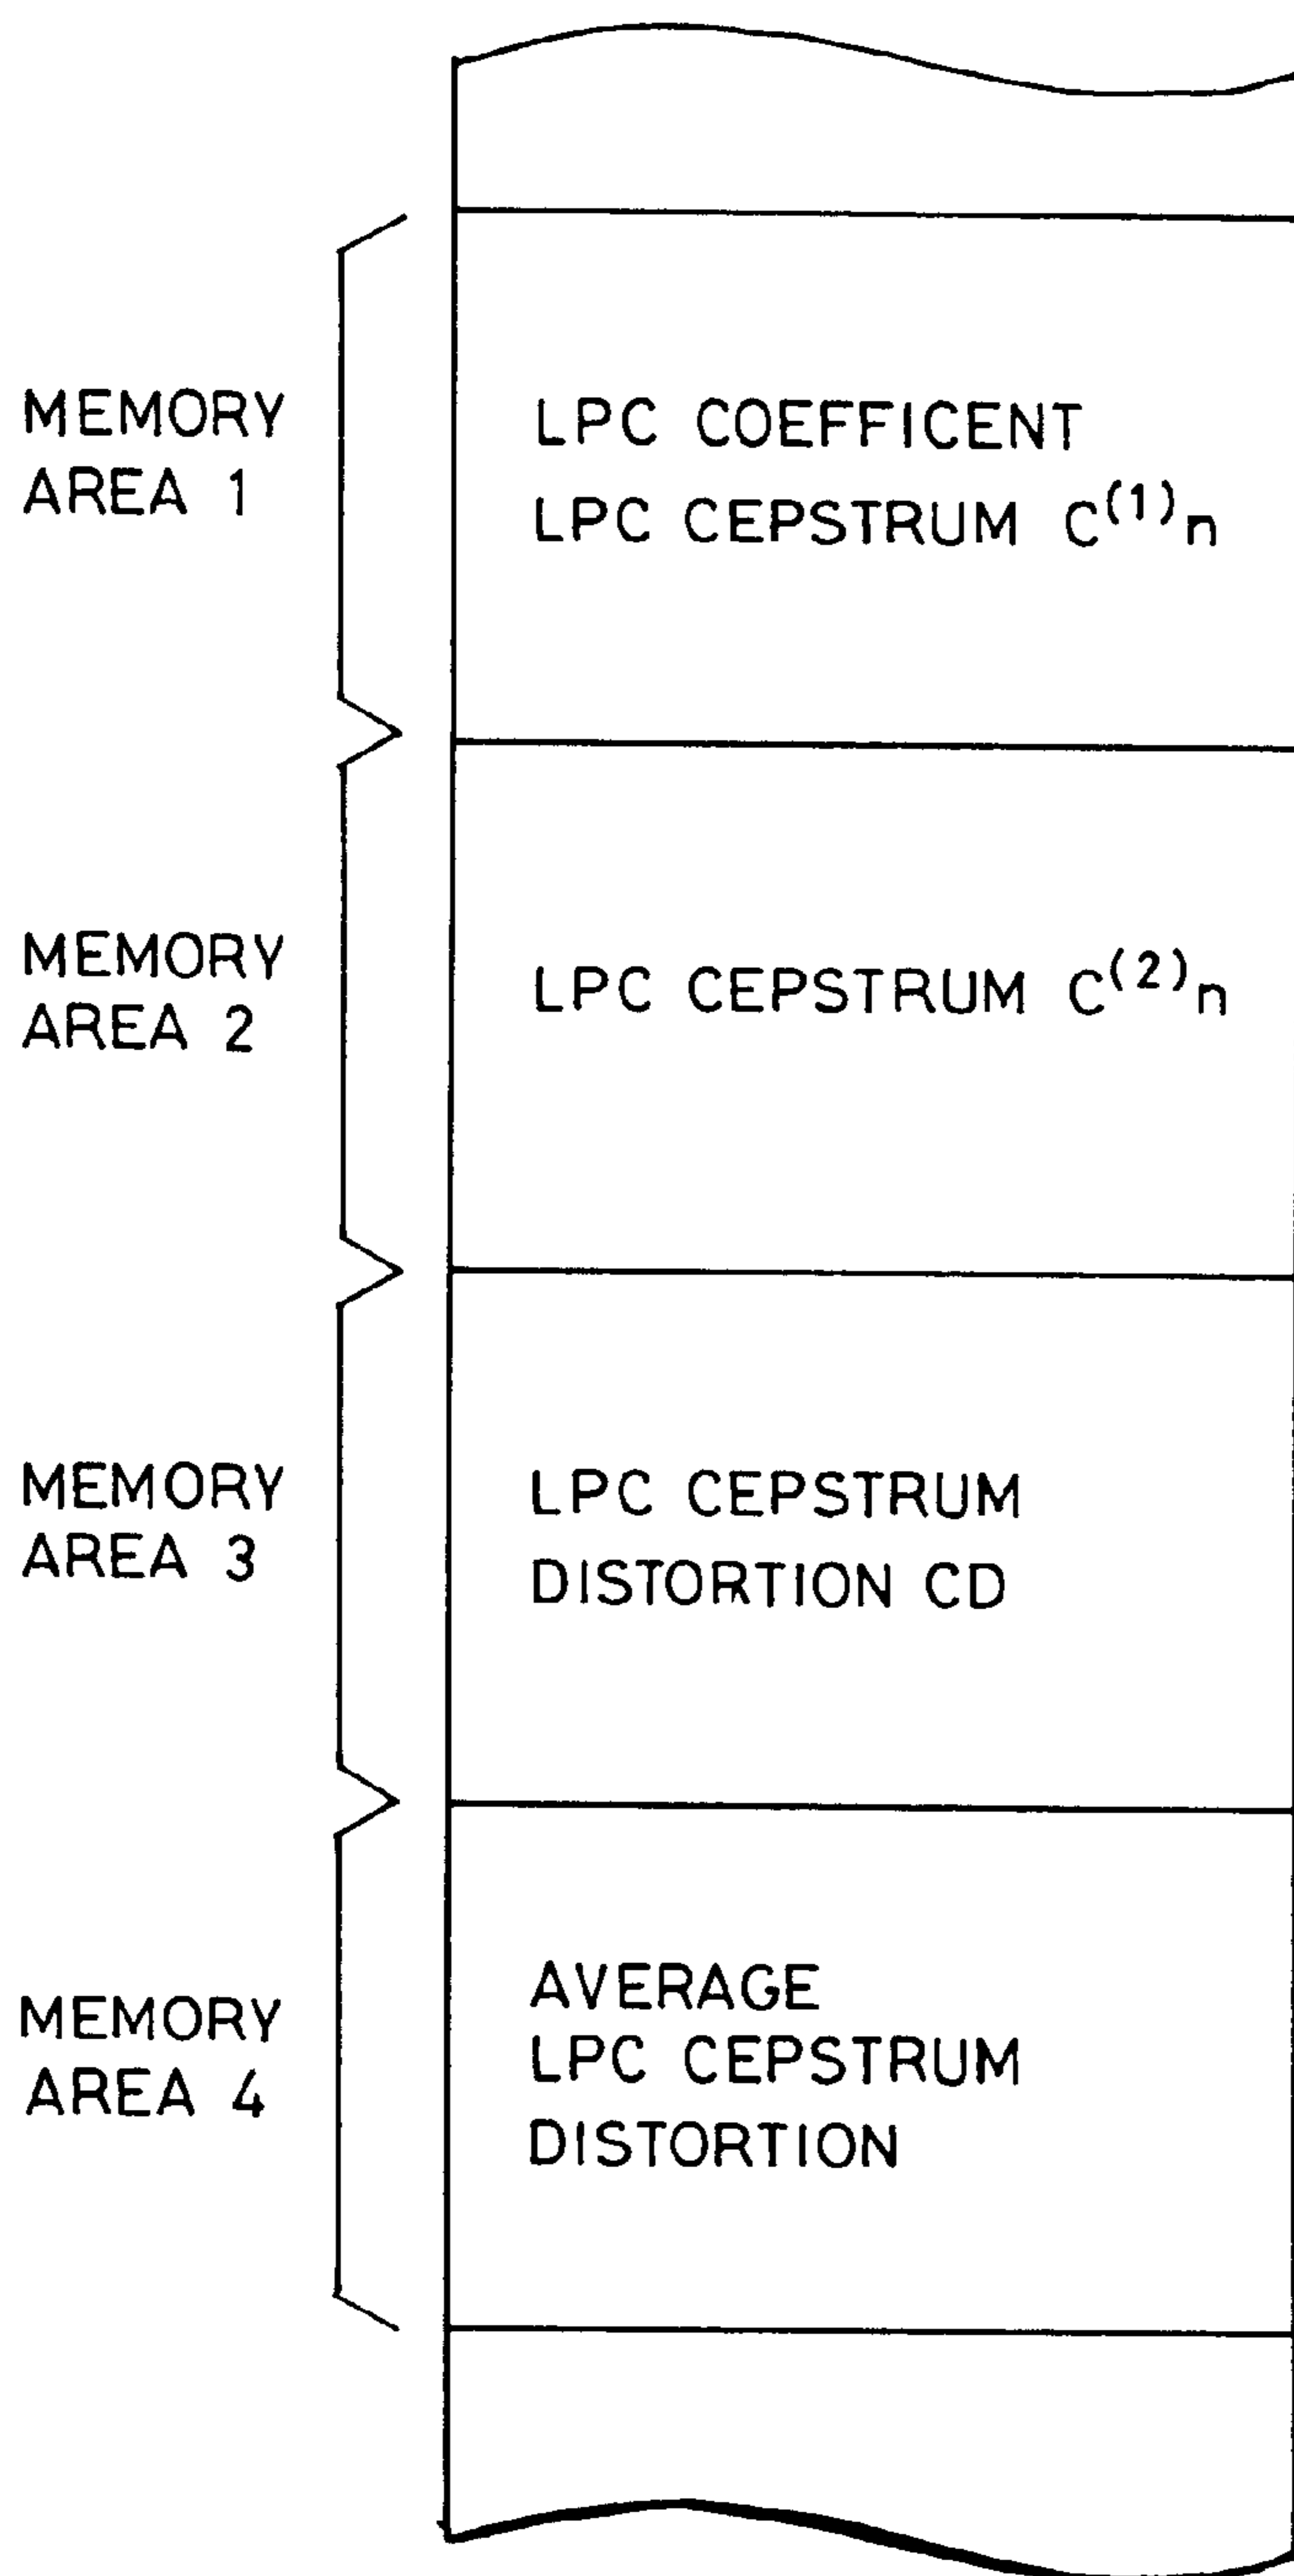 MEMORY
AREA 1
LPC COEFFICENT
LPC CEPSTRUM C⁽¹⁾n
MEMORY
AREA 2
LPC CEPSTRUM C⁽²⁾n
MEMORY
AREA 3
LPC CEPSTRUM
DISTORTION CD
MEMORY
AREA 4
AVERAGE
LPC CEPSTRUM
DISTORTION